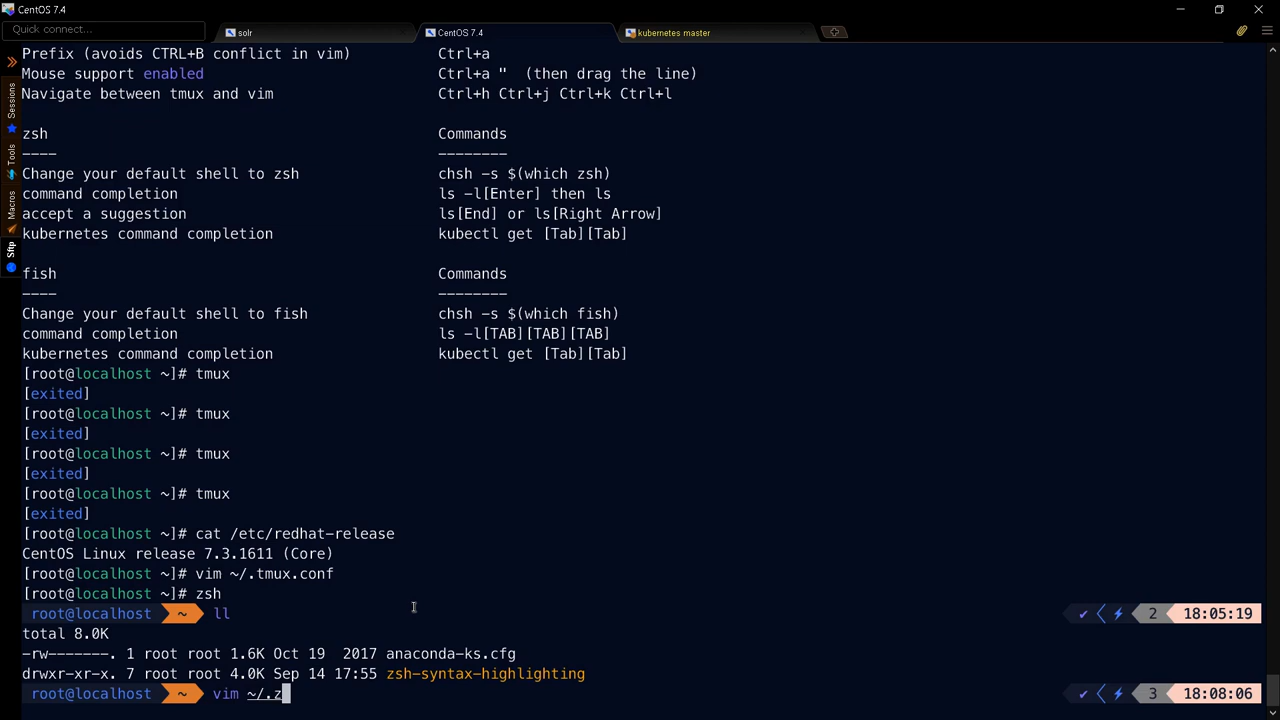 CentOS 7.4
Quick connect...
solr
CentOS 7.4
kubernetes master
Sessions
Tools
Macros
Sftp
Prefix (avoids CTRL+B conflict in vim) Ctrl+a
Mouse support enabled Ctrl+a " (then drag the line)
Navigate between tmux and vim Ctrl+h Ctrl+j Ctrl+k Ctrl+l
zsh Commands
---- --------
Change your default shell to zsh chsh -s $(which zsh)
command completion ls -l[Enter] then ls
accept a suggestion ls[End] or ls[Right Arrow]
kubernetes command completion kubectl get [Tab][Tab]
fish Commands
---- --------
Change your default shell to fish chsh -s $(which fish)
command completion ls -l[TAB][TAB][TAB]
kubernetes command completion kubectl get [Tab][Tab]
[root@localhost ~]# tmux
[exited]
[root@localhost ~]# tmux
[exited]
[root@localhost ~]# tmux
[exited]
[root@localhost ~]# tmux
[exited]
[root@localhost ~]# cat /etc/redhat-release
CentOS Linux release 7.3.1611 (Core)
[root@localhost ~]# vim ~/.tmux.conf
[root@localhost ~]# zsh
root@localhost ~ ll ✔ ⚡ 2 18:05:19
total 8.0K
-rw-------. 1 root root 1.6K Oct 19 2017 anaconda-ks.cfg
drwxr-xr-x. 7 root root 4.0K Sep 14 17:55 zsh-syntax-highlighting
root@localhost ~ vim ~/.z ✔ ⚡ 3 18:08:06